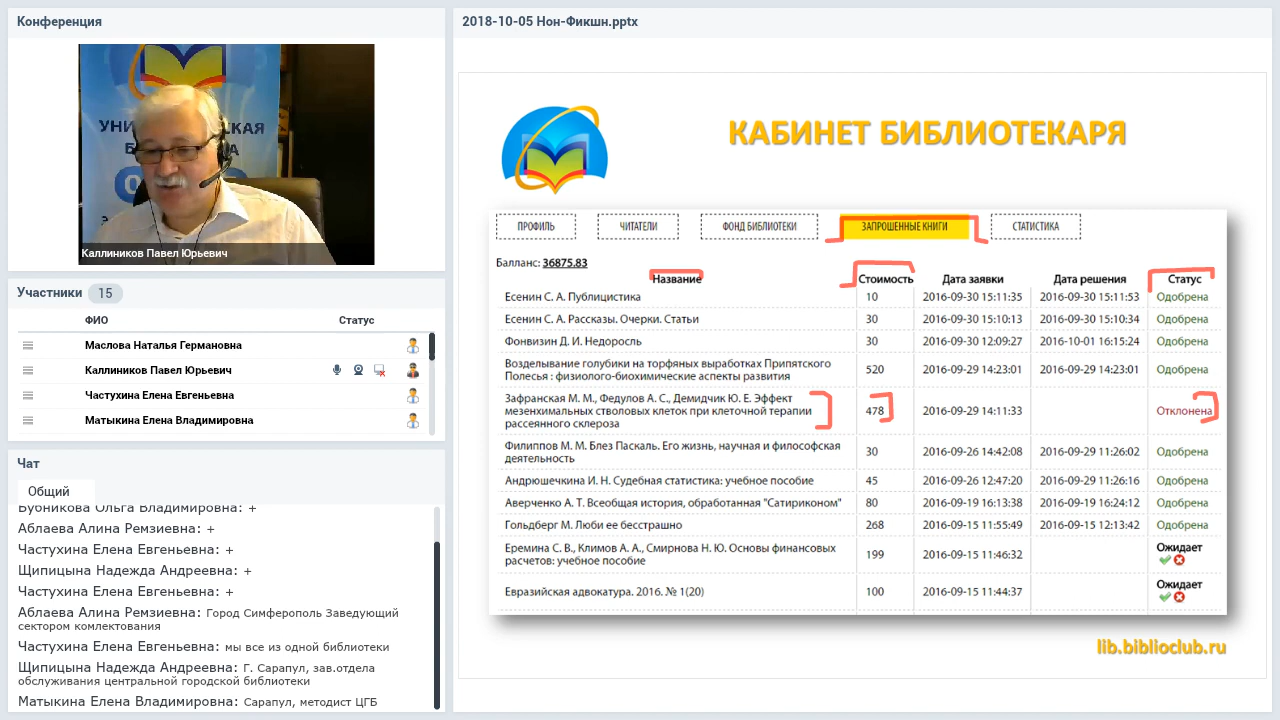 Конференция
УНИ
СКАЯ
Б
А
Э
Каллиников Павел Юрьевич
Участники 15
ФИО Статус
Маслова Наталья Германовна
Каллиников Павел Юрьевич
Частухина Елена Евгеньевна
Матыкина Елена Владимировна
Чат
Общий
Бубникова Ольга Владимировна: +
Аблаева Алина Ремзиевна: +
Частухина Елена Евгеньевна: +
Щипицына Надежда Андреевна: +
Частухина Елена Евгеньевна: +
Аблаева Алина Ремзиевна: Город Симферополь Заведующий
сектором комлектования
Частухина Елена Евгеньевна: мы все из одной библиотеки
Щипицына Надежда Андреевна: Г. Сарапул, зав.отдела
обслуживания центральной городской библиотеки
Матыкина Елена Владимировна: Сарапул, методист ЦГБ
2018-10-05 Нон-Фикшн.pptx
КАБИНЕТ БИБЛИОТЕКАРЯ
ПРОФИЛЬ ЧИТАТЕЛИ ФОНД БИБЛИОТЕКИ ЗАПРОШЕННЫЕ КНИГИ СТАТИСТИКА
Балланс: 36875.83
Название Стоимость Дата заявки Дата решения Статус
Есенин С. А. Публицистика 10 2016-09-30 15:11:35 2016-09-30 15:11:53 Одобрена
Есенин С. А. Рассказы. Очерки. Статьи 30 2016-09-30 15:10:13 2016-09-30 15:10:34 Одобрена
Фонвизин Д. И. Недоросль 30 2016-09-30 12:09:27 2016-10-01 16:15:24 Одобрена
Возделывание голубики на торфяных выработках Припятского
Полесья : физиолого-биохимические аспекты развития 520 2016-09-29 14:23:01 2016-09-29 14:23:01 Одобрена
Зафранская М. М., Федулов А. С., Демидчик Ю. Е. Эффект
мезенхимальных стволовых клеток при клеточной терапии 478 2016-09-29 14:11:33 Отклонена
рассеянного склероза
Филиппов М. М. Блез Паскаль. Его жизнь, научная и философская
деятельность 30 2016-09-26 14:42:08 2016-09-29 11:26:02 Одобрена
Андрюшечкина И. Н. Судебная статистика: учебное пособие 45 2016-09-26 12:47:20 2016-09-29 11:26:16 Одобрена
Аверченко А. Т. Всеобщая история, обработанная "Сатириконом" 80 2016-09-19 16:13:38 2016-09-19 16:24:12 Одобрена
Гольдберг М. Люби ее бесстрашно 268 2016-09-15 11:55:49 2016-09-15 12:13:42 Одобрена
Еремина С. В., Климов А. А., Смирнова Н. Ю. Основы финансовых
расчетов: учебное пособие 199 2016-09-15 11:46:32 Ожидает
Евразийская адвокатура. 2016. № 1(20) 100 2016-09-15 11:44:37 Ожидает
lib.biblioclub.ru